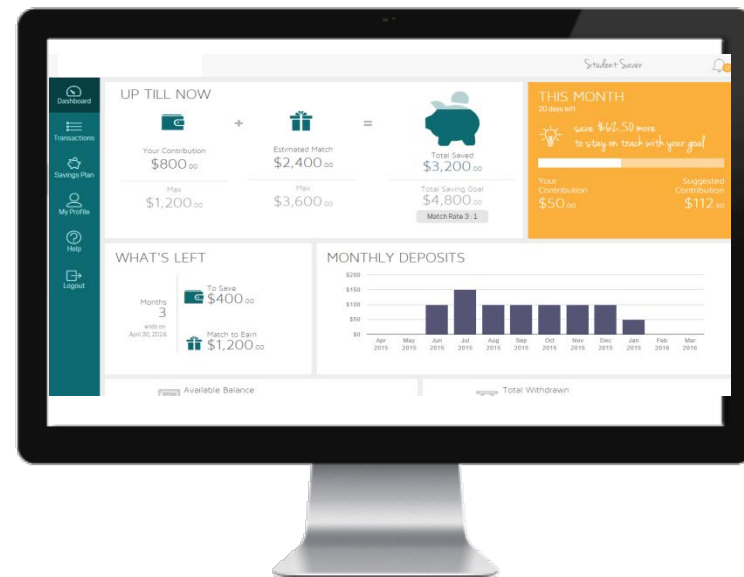 Student Saver
Dashboard
Transactions
Savings Plan
My Profile
Help
Logout
UP TILL NOW
+
=
Your Contribution
$800.00
Max
$1,200.00
Estimated Match
$2,400.00
Max
$3,600.00
Total Saved
$3,200.00
Total Saving Goal
$4,800.00
Match Rate 3 : 1
THIS MONTH
20 days left
save $62.50 more
to stay on track with your goal
Your
Contribution
$50.00
Suggested
Contribution
$112.50
WHAT'S LEFT
Months
3
ends on
April 30, 2016
To Save
$400.00
Match to Earn
$1,200.00
MONTHLY DEPOSITS
$150
$50
$0
Apr 2015
May 2015
Jun 2015
Jul 2015
Aug 2015
Sep 2015
Oct 2015
Nov 2015
Dec 2015
Jan 2016
Feb 2016
Mar 2016
Available Balance
Total Withdrawn